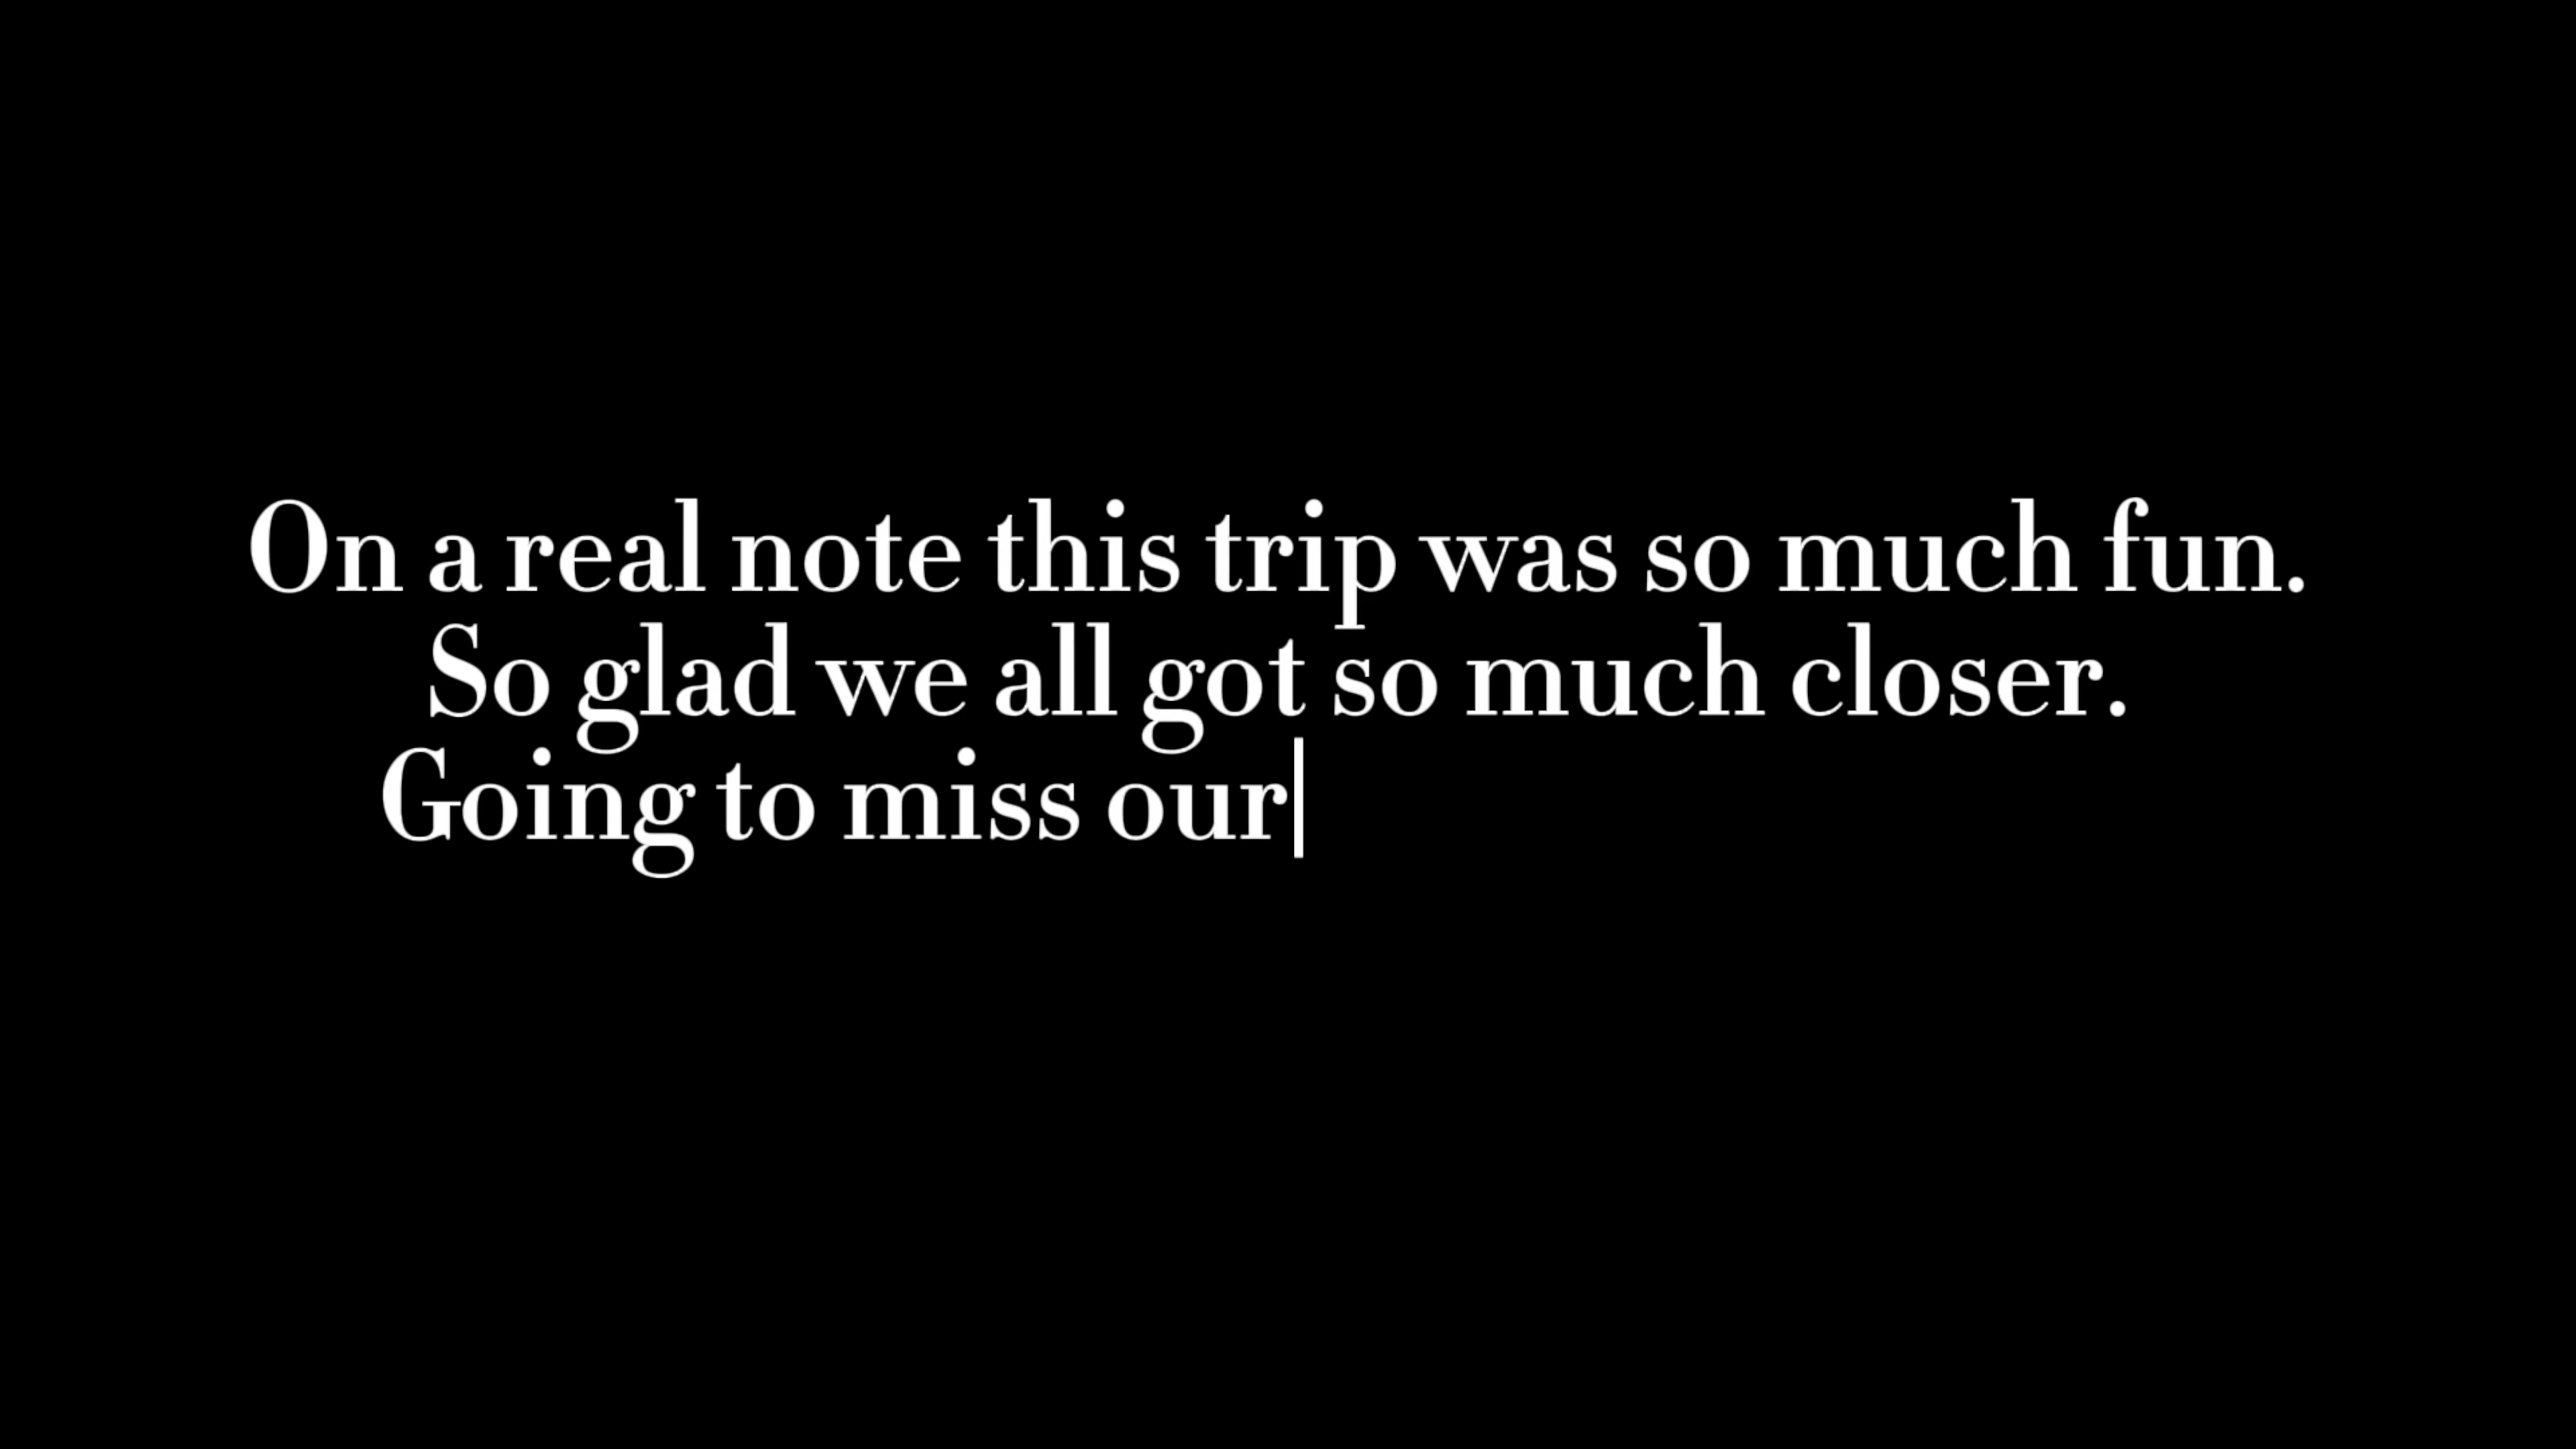 On a real note this trip was so much fun.
So glad we all got so much closer.
Going to miss our